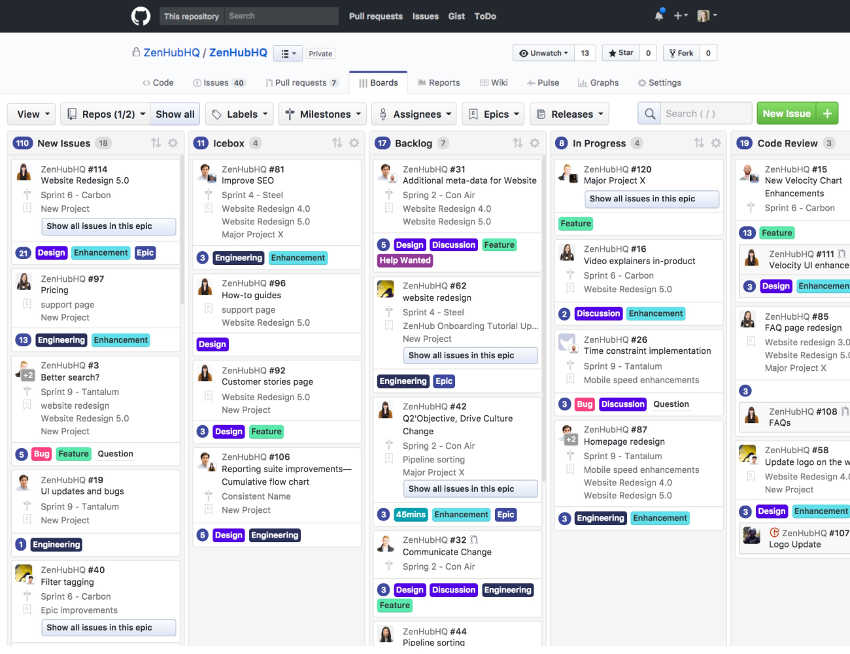 This repository Search Pull requests Issues Gist ToDo
ZenHubHQ / ZenHubHQ Private Unwatch 13 Star 0 Fork 0
Code Issues 40 Pull requests 7 Boards Reports Wiki Pulse Graphs Settings
View Repos (1/2) Show all Labels Milestones Assignees Epics Releases Search ( / ) New Issue +
110 New Issues 18
ZenHubHQ #114
Website Redesign 5.0
Sprint 6 - Carbon
New Project
Show all issues in this epic
21 Design Enhancement Epic
ZenHubHQ #97
Pricing
support page
New Project
13 Engineering Enhancement
ZenHubHQ #3
+2 Better search?
Sprint 9 - Tantalum
website redesign
Website Redesign 5.0
New Project
5 Bug Feature Question
ZenHubHQ #19
UI updates and bugs
Sprint 9 - Tantalum
New Project
1 Engineering
ZenHubHQ #40
Filter tagging
Sprint 6 - Carbon
Epic improvements
Show all issues in this epic
11 Icebox 4
ZenHubHQ #81
Improve SEO
Sprint 4 - Steel
Website Redesign 4.0
Website Redesign 5.0
Major Project X
3 Engineering Enhancement
ZenHubHQ #96
How-to guides
support page
Website Redesign 5.0
Design
ZenHubHQ #92
Customer stories page
Website Redesign 5.0
New Project
3 Design Feature
ZenHubHQ #106
Reporting suite improvements—
Cumulative flow chart
Consistent Name
New Project
5 Design Engineering
17 Backlog 7
ZenHubHQ #31
Additional meta-data for Website
Spring 2 - Con Air
Website Redesign 4.0
Website Redesign 5.0
5 Design Discussion Feature
Help Wanted
ZenHubHQ #62
website redesign
Sprint 4 - Steel
ZenHub Onboarding Tutorial Up...
New Project
Show all issues in this epic
Engineering Epic
ZenHubHQ #42
Q2'Objective, Drive Culture
Change
Spring 2 - Con Air
Pipeline sorting
Major Project X
Show all issues in this epic
3 45mins Enhancement Epic
ZenHubHQ #32
Communicate Change
Spring 2 - Con Air
3 Design Discussion Engineering
Feature
ZenHubHQ #44
Pipeline sorting
8 In Progress 4
ZenHubHQ #120
Major Project X
Show all issues in this epic
Feature
ZenHubHQ #16
Video explainers in-product
Sprint 6 - Carbon
Website Redesign 5.0
2 Discussion Enhancement
ZenHubHQ #26
Time constraint implementation
Sprint 9 - Tantalum
Mobile speed enhancements
3 Bug Discussion Question
ZenHubHQ #87
+2 Homepage redesign
Sprint 9 - Tantalum
Mobile speed enhancements
Website Redesign 4.0
Website Redesign 5.0
3 Engineering Enhancement
19 Code Review 3
ZenHubHQ #15
New Velocity Chart
Enhancements
Sprint 6 - Carbon
13 Feature
ZenHubHQ #111
Velocity UI enhance
3 Design Enhancemen
ZenHubHQ #85
FAQ page redesign
Website redesign 3.0
Website Redesign 5.
Major Project X
3
ZenHubHQ #108
FAQs
ZenHubHQ #58
Update logo on the w
Website Redesign 4.
New Project
3 Design Enhancement
ZenHubHQ #107
Logo Update